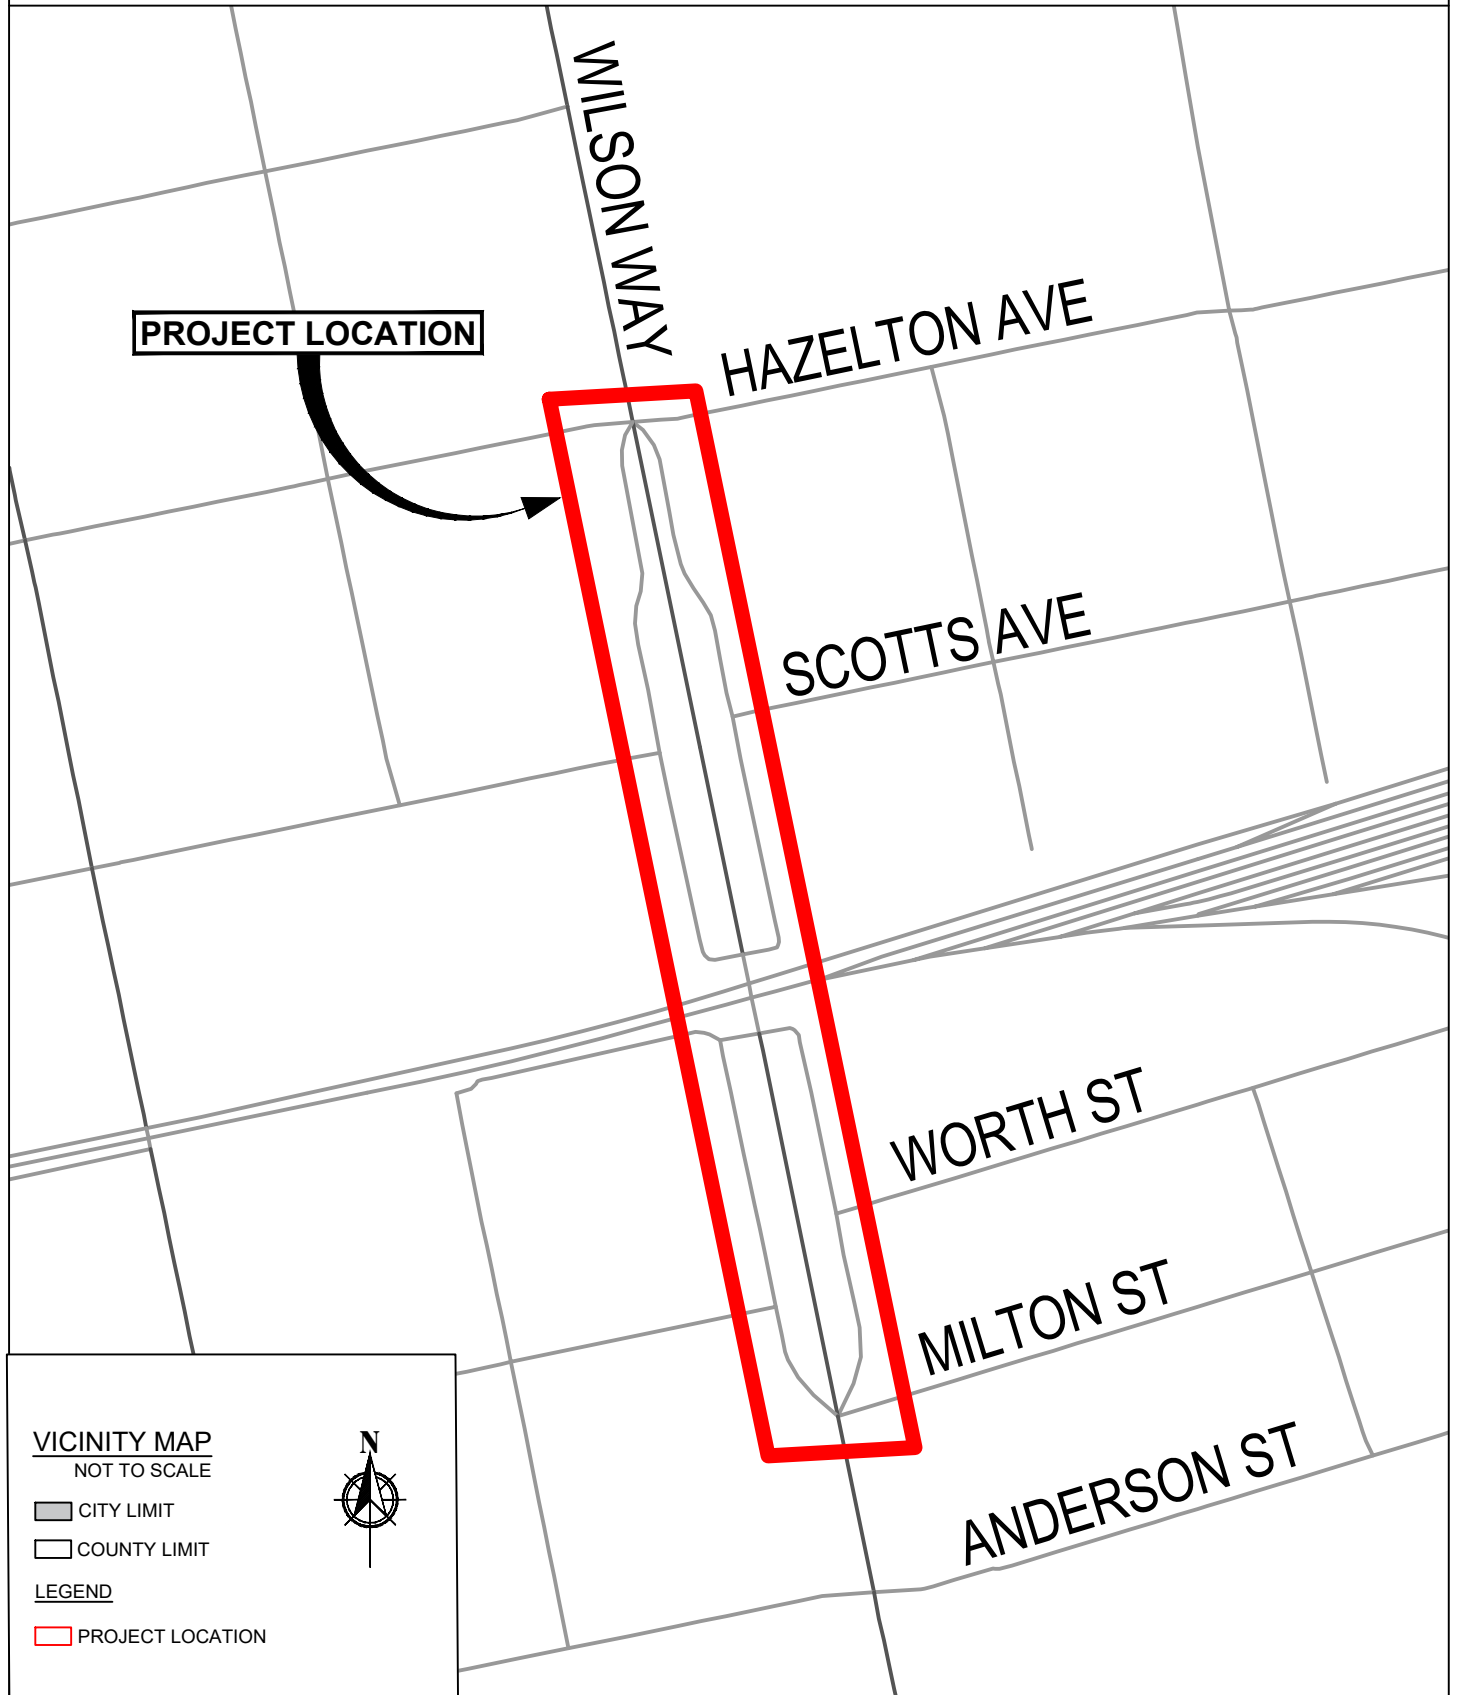 WILSON WAY
HAZELTON AVE
PROJECT LOCATION
SCOTTS AVE
WORTH ST
MILTON ST
ANDERSON ST
VICINITY MAP
NOT TO SCALE
N
CITY LIMIT
COUNTY LIMIT
LEGEND
PROJECT LOCATION